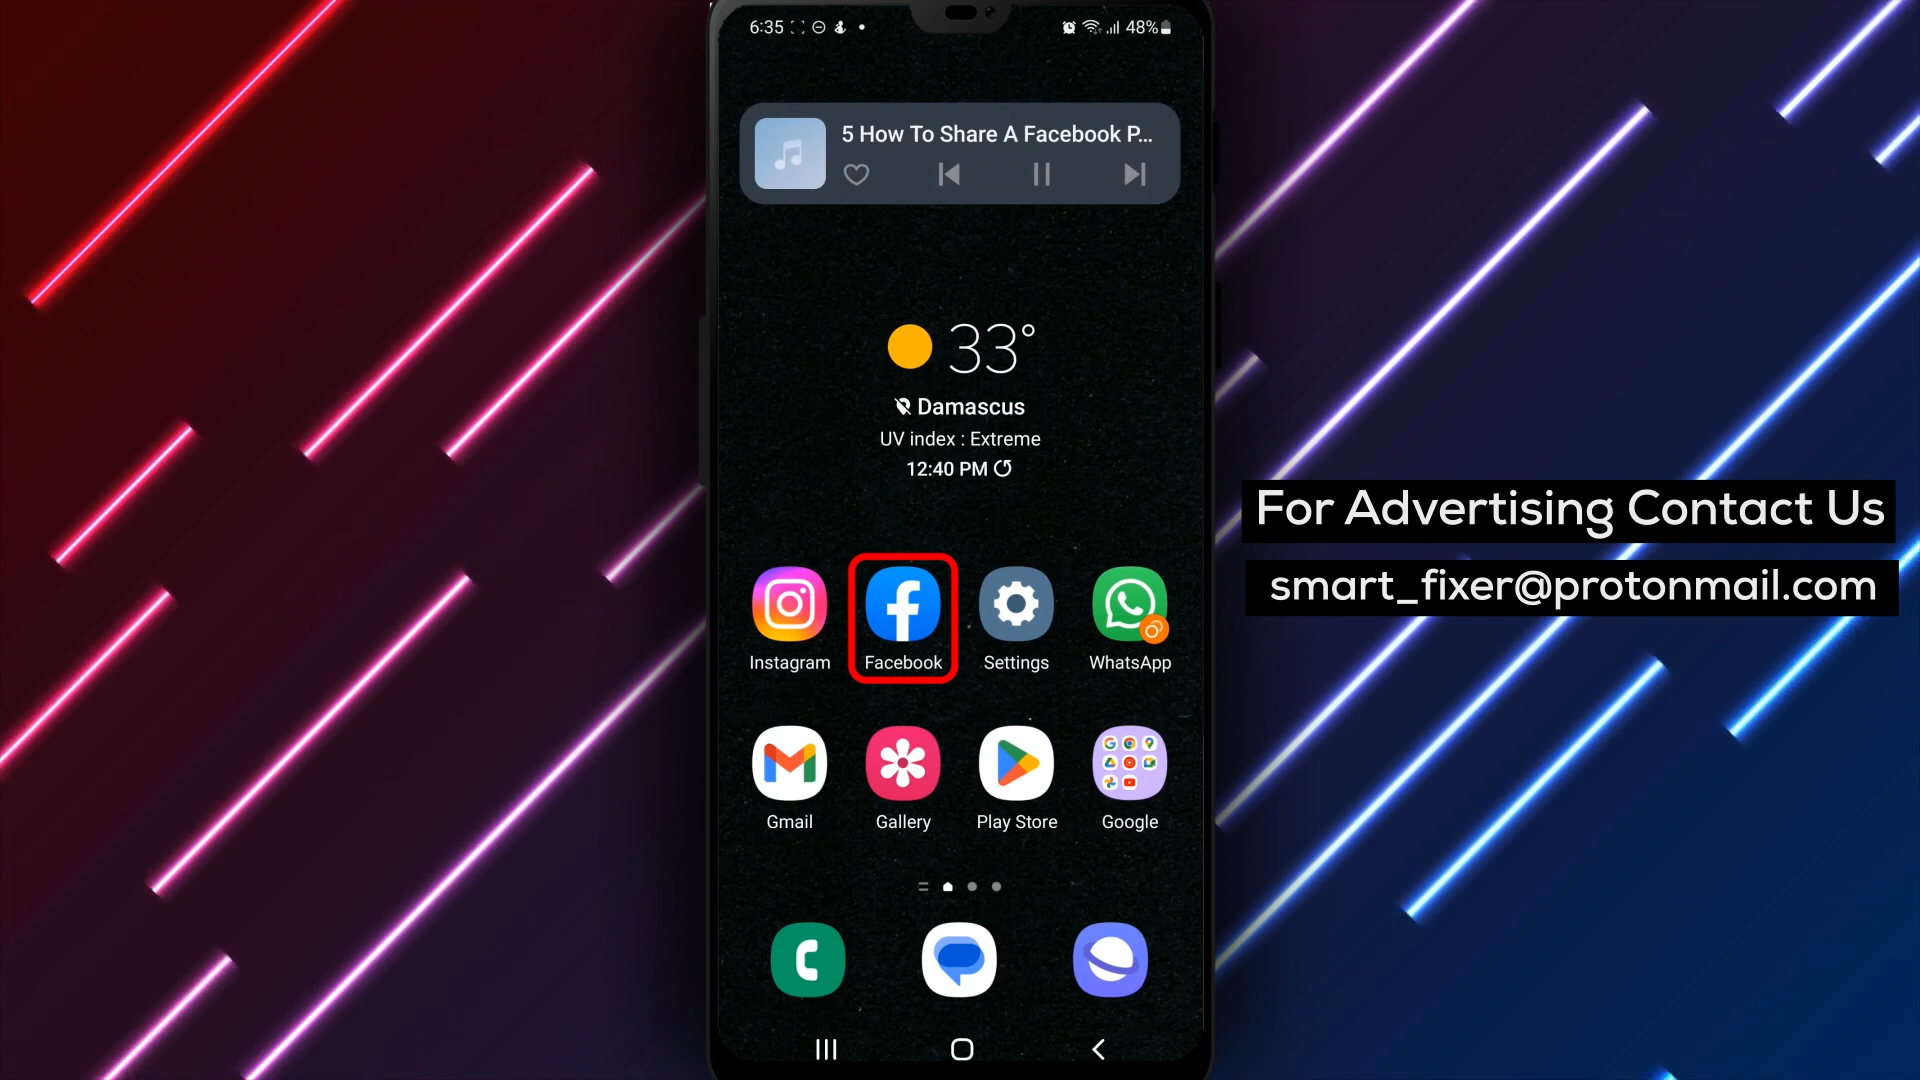 6:35
48%
5 How To Share A Facebook P...
33°
Damascus
UV index : Extreme
12:40 PM
For Advertising Contact Us
smart_fixer@protonmail.com
Instagram
Facebook
Settings
WhatsApp
Gmail
Gallery
Play Store
Google